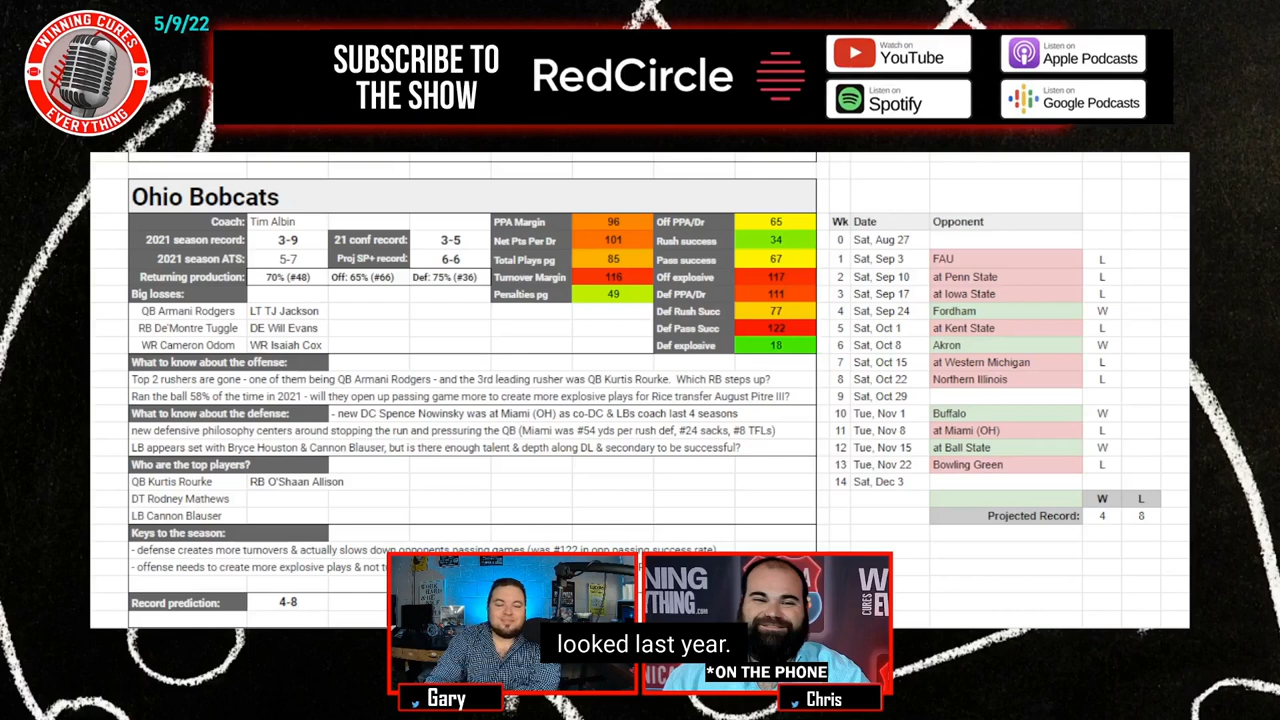 WINNING CURES
EVERYTHING
5/9/22
SUBSCRIBE TO
THE SHOW
RedCircle
Watch on
YouTube
Listen on
Apple Podcasts
Listen on
Spotify
Listen on
Google Podcasts
Ohio Bobcats
Coach: Tim Albin
2021 season record: 3-9 21 conf record: 3-5
2021 season ATS: 5-7 Proj SP+ record: 6-6
Returning production: 70% (#48) Off: 65% (#66) Def: 75% (#36)
Big losses:
QB Armani Rodgers LT TJ Jackson
RB De'Montre Tuggle DE Will Evans
WR Cameron Odom WR Isaiah Cox
PPA Margin 96 Off PPA/Dr 65
Net Pts Per Dr 101 Rush success 34
Total Plays pg 85 Pass success 67
Turnover Margin 116 Off explosive 117
Penalties pg 49 Def PPA/Dr 111
Def Rush Succ 77
Def Pass Succ 122
Def explosive 18
What to know about the offense:
Top 2 rushers are gone - one of them being QB Armani Rodgers - and the 3rd leading rusher was QB Kurtis Rourke. Which RB steps up?
Ran the ball 58% of the time in 2021 - will they open up passing game more to create more explosive plays for Rice transfer August Pitre III?
What to know about the defense: - new DC Spence Nowinsky was at Miami (OH) as co-DC & LBs coach last 4 seasons
new defensive philosophy centers around stopping the run and pressuring the QB (Miami was #54 yds per rush def, #24 sacks, #8 TFLs)
LB appears set with Bryce Houston & Cannon Blauser, but is there enough talent & depth along DL & secondary to be successful?
Who are the top players?
QB Kurtis Rourke RB O'Shaan Allison
DT Rodney Mathews
LB Cannon Blauser
Keys to the season:
- defense creates more turnovers & actually slows down opponents passing games (was #122 in opp passing success rate)
- offense needs to create more explosive plays & not
Record prediction: 4-8
Wk Date Opponent
0 Sat, Aug 27
1 Sat, Sep 3 FAU L
2 Sat, Sep 10 at Penn State L
3 Sat, Sep 17 at Iowa State L
4 Sat, Sep 24 Fordham W
5 Sat, Oct 1 at Kent State L
6 Sat, Oct 8 Akron W
7 Sat, Oct 15 at Western Michigan L
8 Sat, Oct 22 Northern Illinois L
9 Sat, Oct 29
10 Tue, Nov 1 Buffalo W
11 Tue, Nov 8 at Miami (OH) L
12 Tue, Nov 15 at Ball State W
13 Tue, Nov 22 Bowling Green L
14 Sat, Dec 3
W L
Projected Record: 4 8
looked last year.
*ON THE PHONE
Gary
Chris